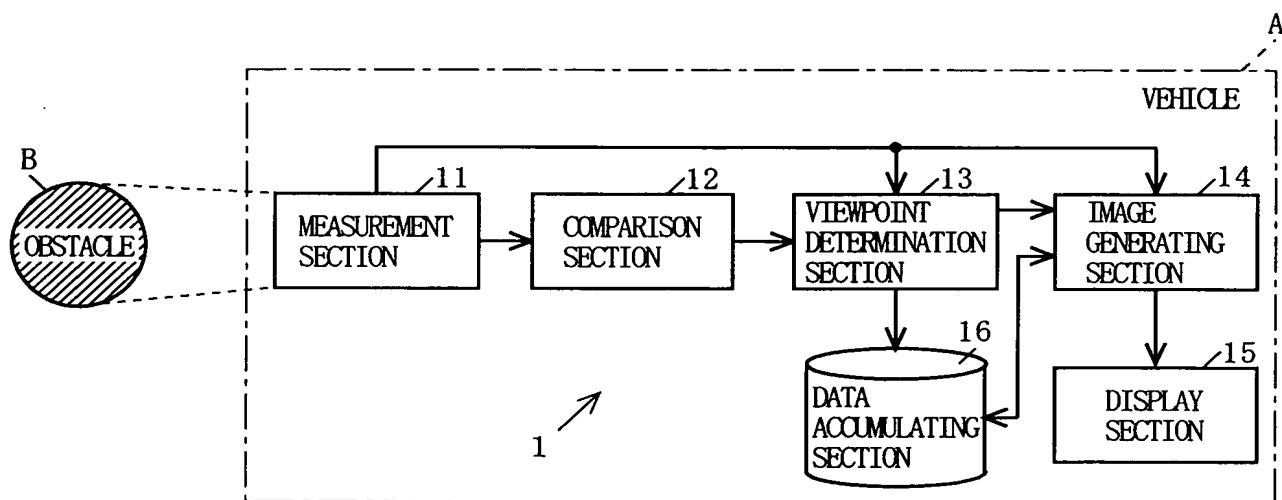 A
VEHICLE
B
OBSTACLE
11
MEASUREMENT
SECTION
12
COMPARISON
SECTION
13
VIEWPOINT
DETERMINATION
SECTION
14
IMAGE
GENERATING
SECTION
16
DATA
ACCUMULATING
SECTION
15
DISPLAY
SECTION
1